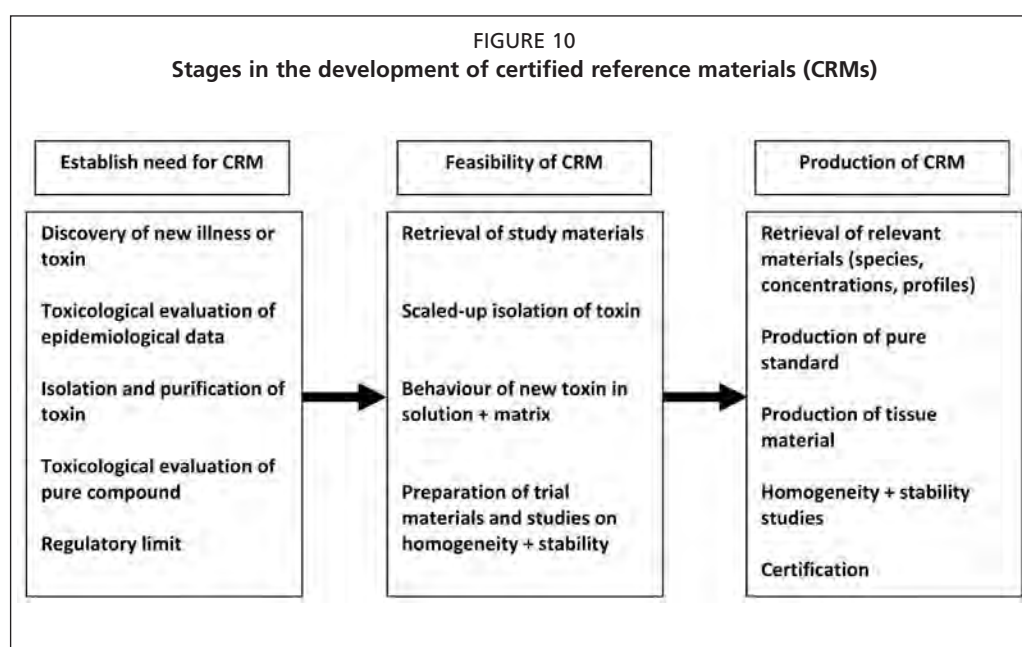 FIGURE 10
Stages in the development of certified reference materials (CRMs)
Establish need for CRM
Discovery of new illness or
toxin
Toxicological evaluation of
epidemiological data
Isolation and purification of
toxin
Toxicological evaluation of
pure compound
Regulatory limit
Feasibility of CRM
Retrieval of study materials
Scaled-up isolation of toxin
Behaviour of new toxin in
solution + matrix
Preparation of trial
materials and studies on
homogeneity + stability
Production of CRM
Retrieval of relevant
materials (species,
concentrations, profiles)
Production of pure
standard
Production of tissue
material
Homogeneity + stability
studies
Certification